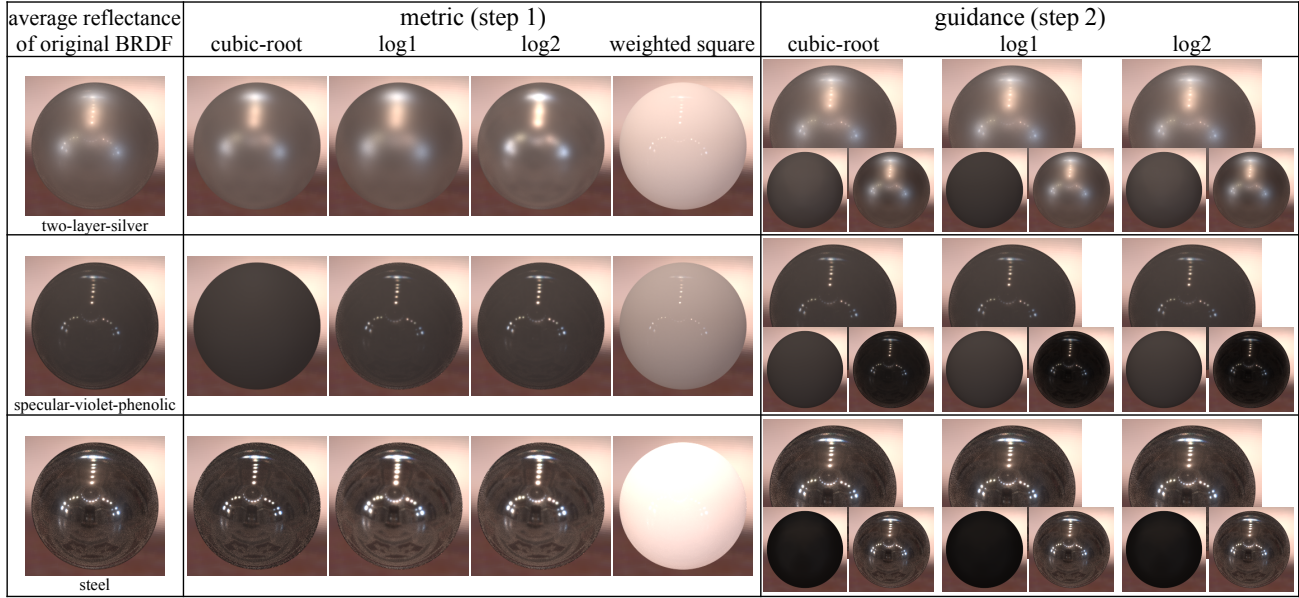 average reflectance
of original BRDF
metric (step 1)
cubic-root log1 log2 weighted square
guidance (step 2)
cubic-root log1 log2
two-layer-silver
specular-violet-phenolic
steel